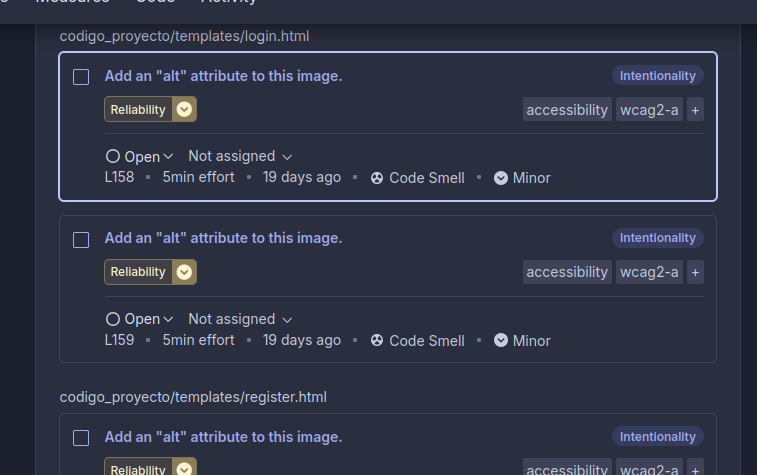 Measures Code Activity
codigo_proyecto/templates/login.html
Add an "alt" attribute to this image. Intentionality
Reliability accessibility wcag2-a +
Open Not assigned
L158 • 5min effort • 19 days ago • Code Smell • Minor
Add an "alt" attribute to this image. Intentionality
Reliability accessibility wcag2-a +
Open Not assigned
L159 • 5min effort • 19 days ago • Code Smell • Minor
codigo_proyecto/templates/register.html
Add an "alt" attribute to this image. Intentionality
Reliability accessibility wcag2-a +